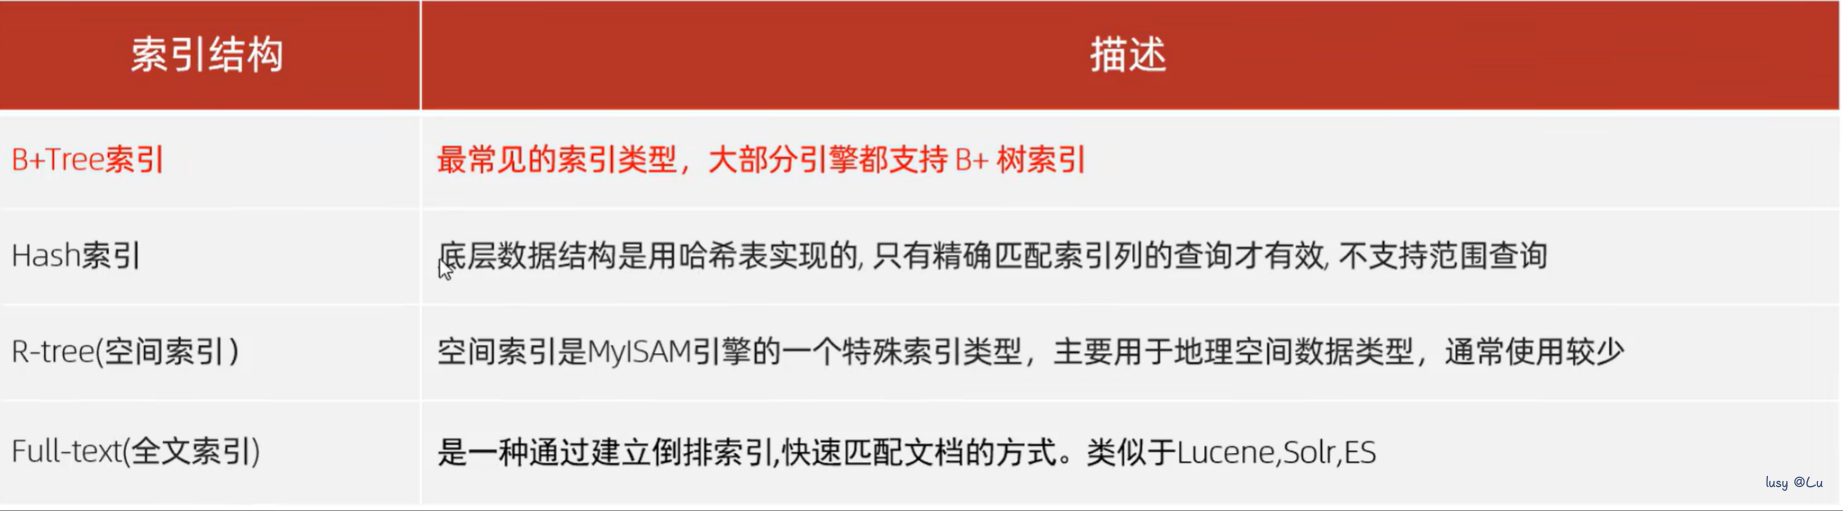 索引结构 描述
B+Tree索引 最常见的索引类型，大部分引擎都支持 B+ 树索引
Hash索引 底层数据结构是用哈希表实现的, 只有精确匹配索引列的查询才有效, 不支持范围查询
R-tree(空间索引） 空间索引是MyISAM引擎的一个特殊索引类型，主要用于地理空间数据类型，通常使用较少
Full-text(全文索引) 是一种通过建立倒排索引,快速匹配文档的方式。类似于Lucene,Solr,ES
lusy @Lu